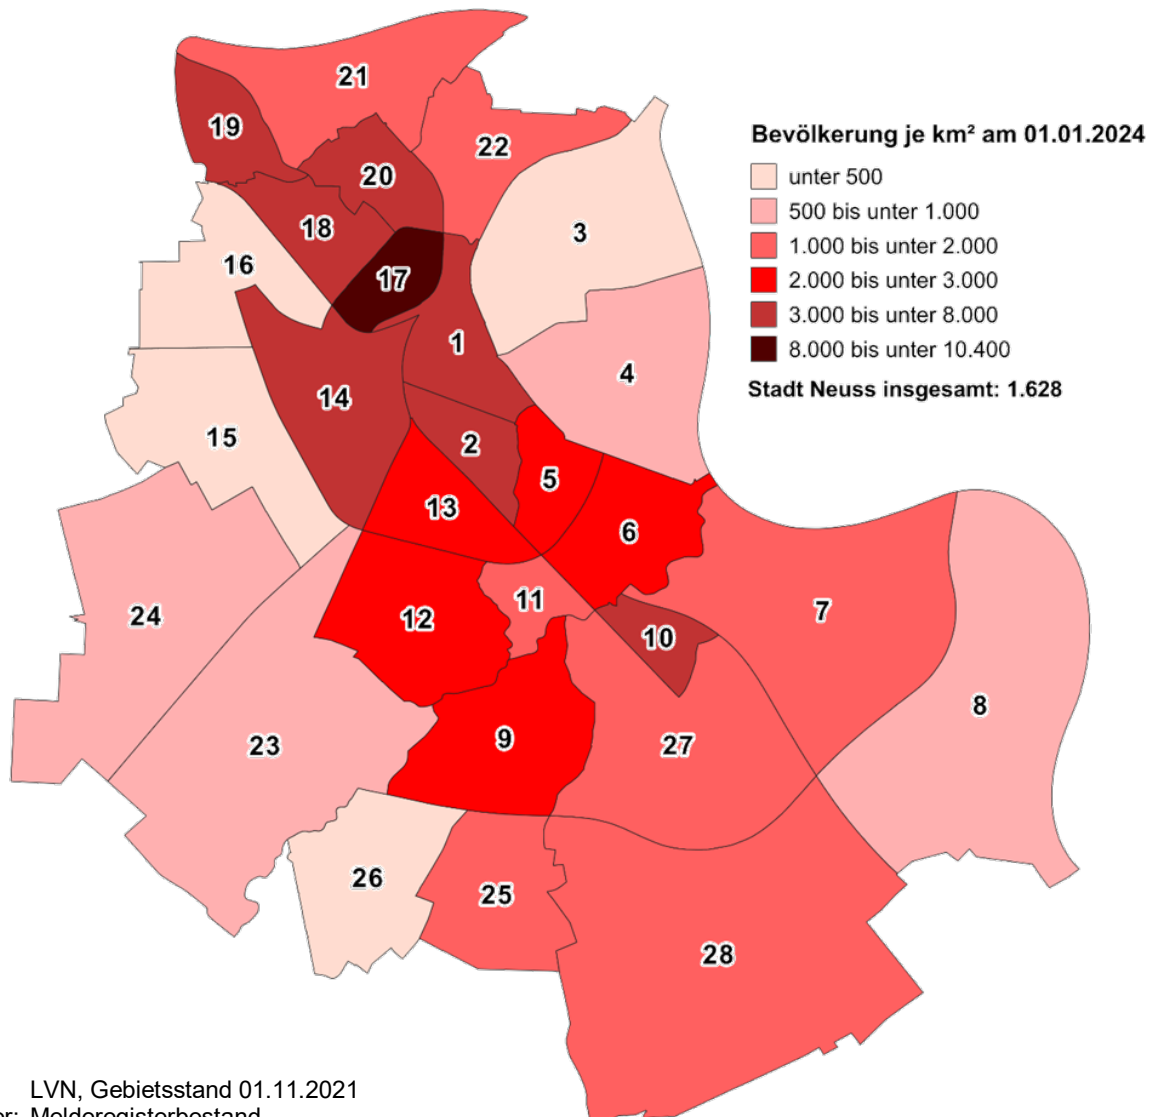 21
19
22
20
18
3
16
17
1
4
14
15
2
5
13
6
11
7
24
12
10
8
9
23
27
26
25
28
Bevölkerung je km² am 01.01.2024
unter 500
500 bis unter 1.000
1.000 bis unter 2.000
2.000 bis unter 3.000
3.000 bis unter 8.000
8.000 bis unter 10.400
Stadt Neuss insgesamt: 1.628
LVN, Gebietsstand 01.11.2021
er: Melderegisterbestand